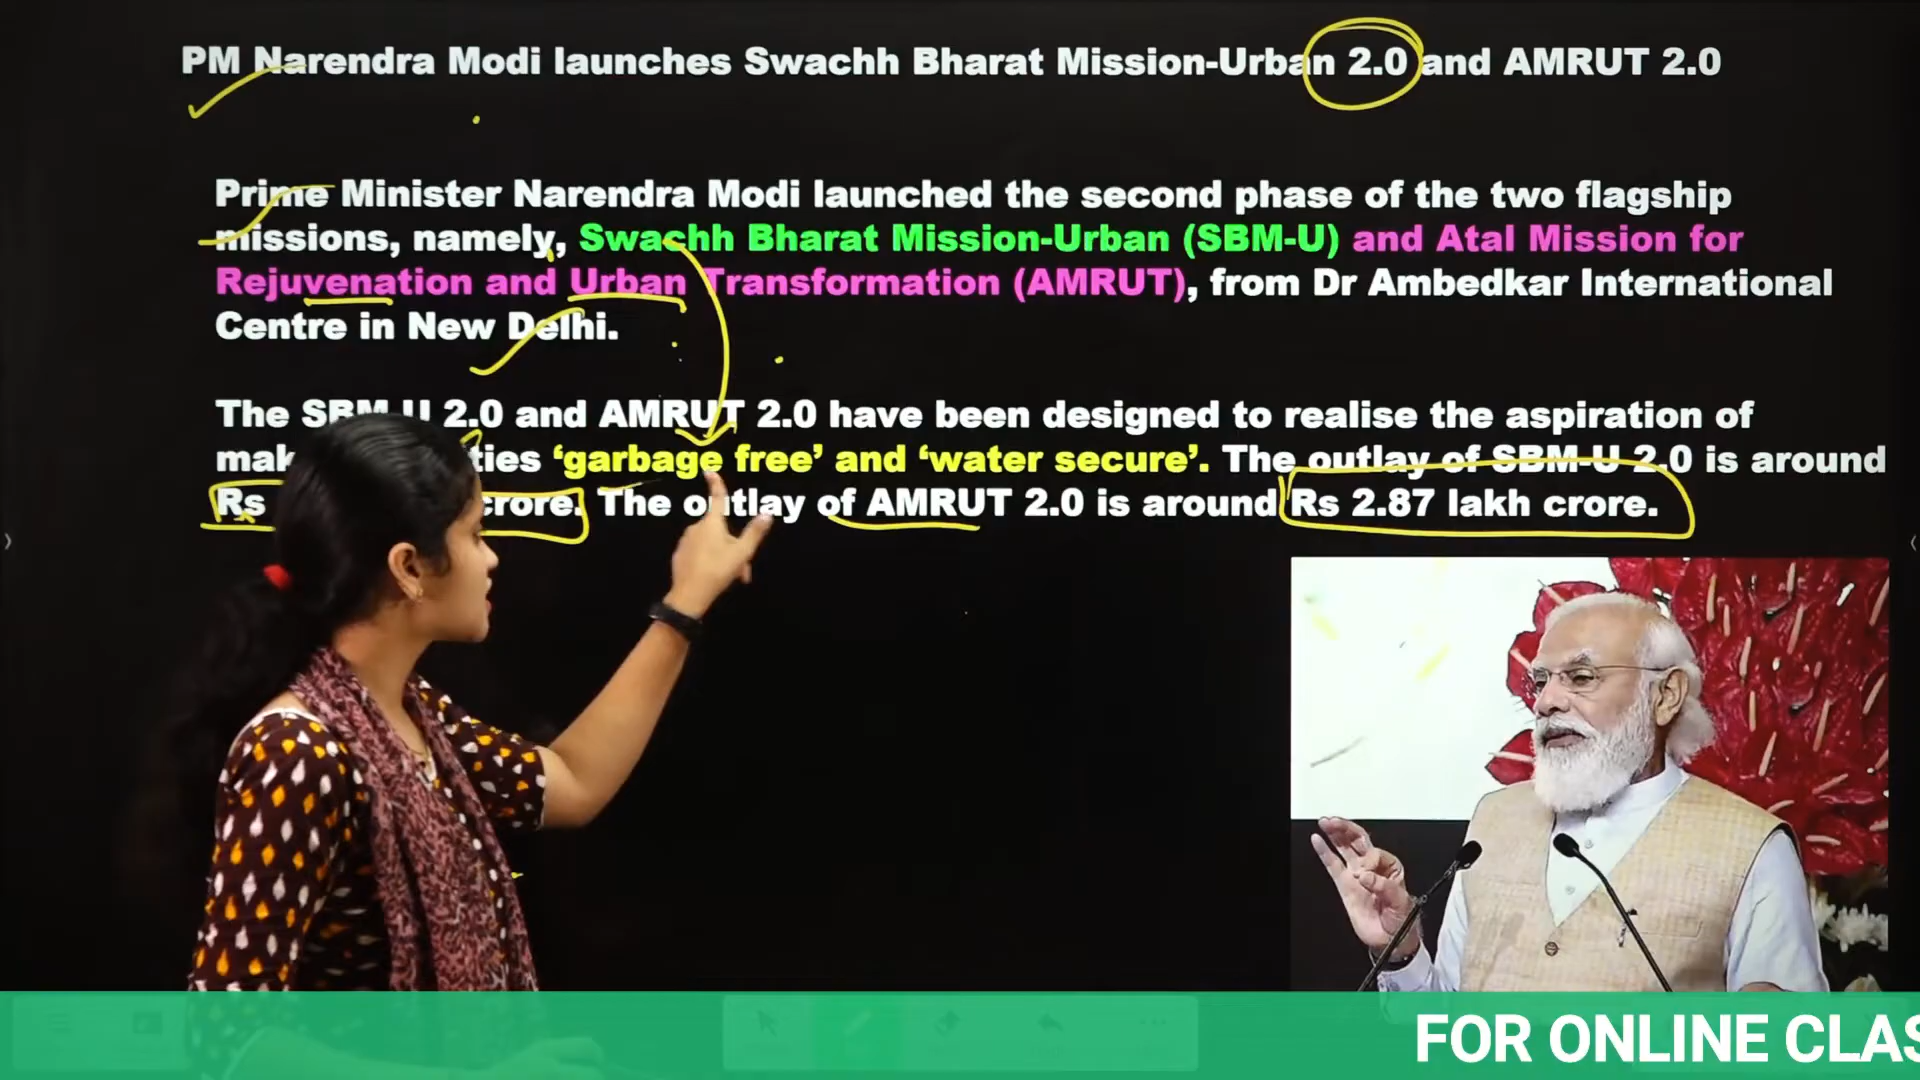 PM Narendra Modi launches Swachh Bharat Mission-Urban 2.0 and AMRUT 2.0
Prime Minister Narendra Modi launched the second phase of the two flagship
missions, namely, Swachh Bharat Mission-Urban (SBM-U) and Atal Mission for
Rejuvenation and Urban Transformation (AMRUT), from Dr Ambedkar International
Centre in New Delhi.
The SBM-U 2.0 and AMRUT 2.0 have been designed to realise the aspiration of
‘garbage free’ and ‘water secure’. The outlay of SBM-U 2.0 is around
Rs crore. The outlay of AMRUT 2.0 is around Rs 2.87 lakh crore.
FOR ONLINE CLAS